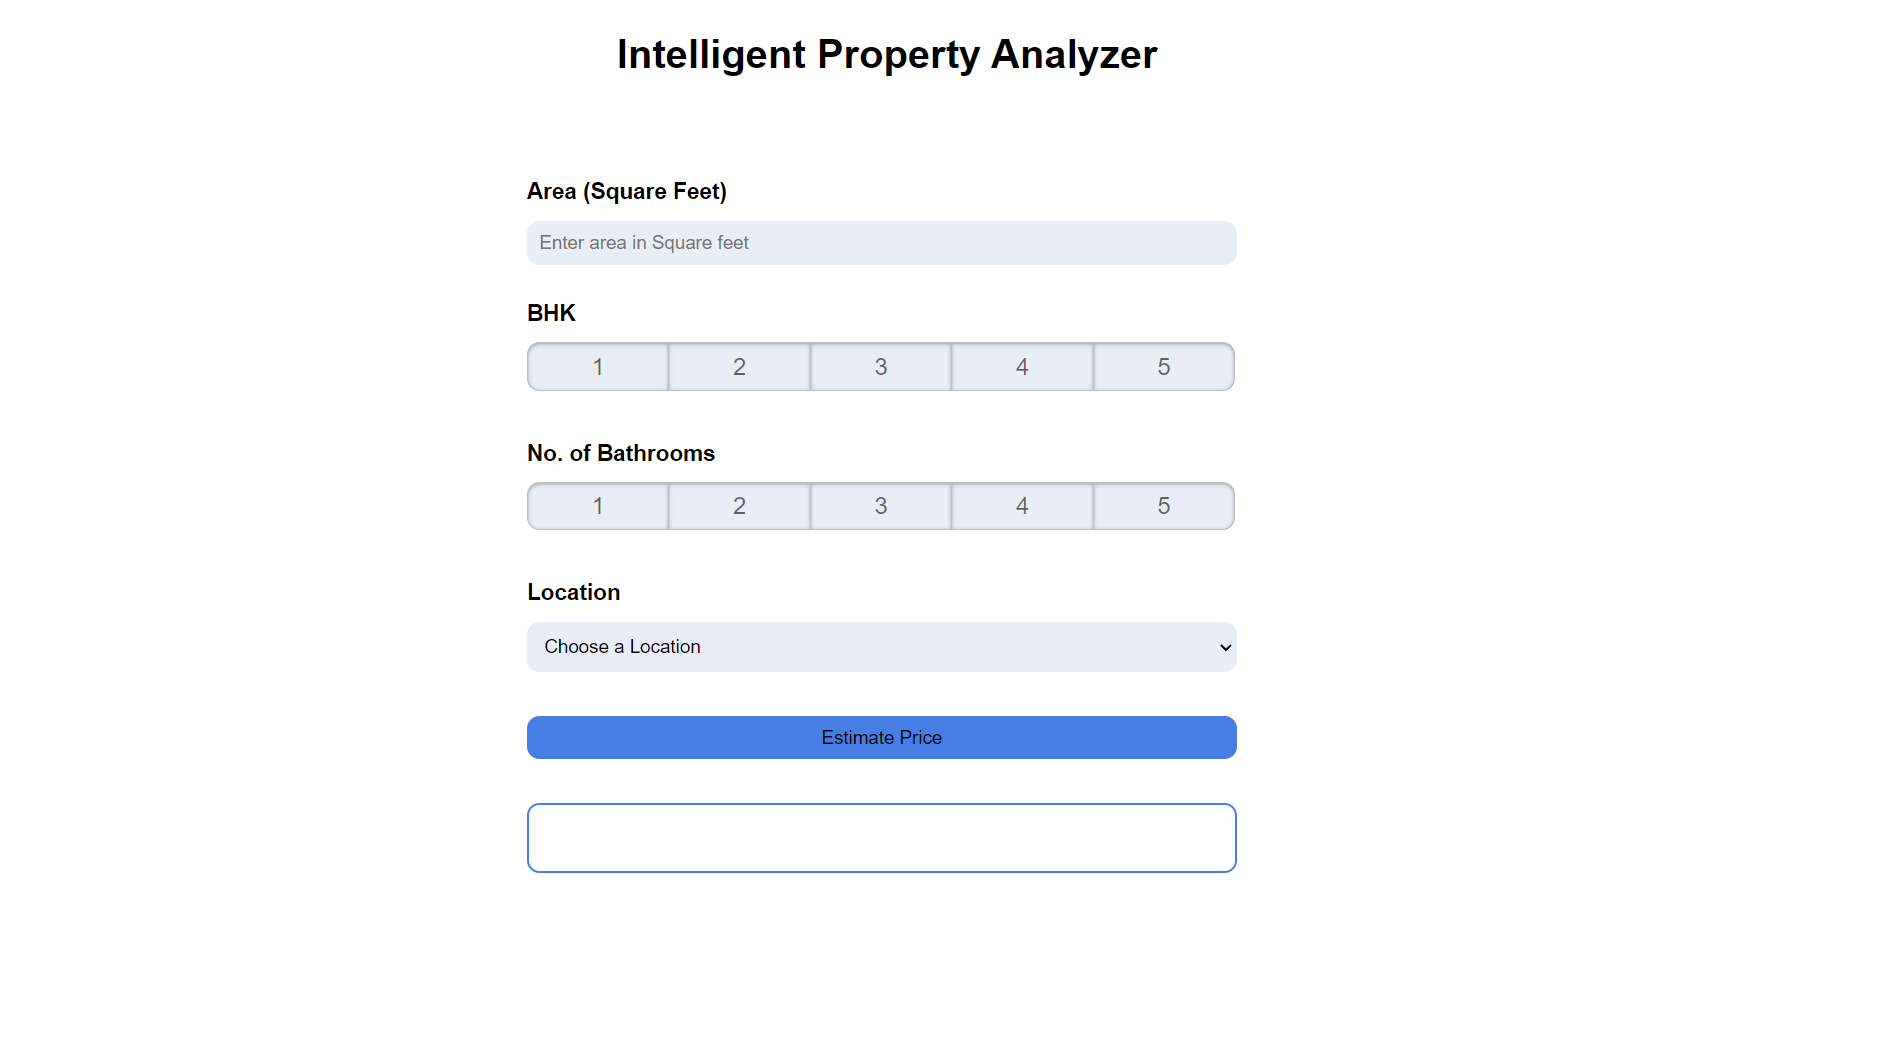 Intelligent Property Analyzer
Area (Square Feet)
Enter area in Square feet
BHK
1 2 3 4 5
No. of Bathrooms
1 2 3 4 5
Location
Choose a Location
Estimate Price